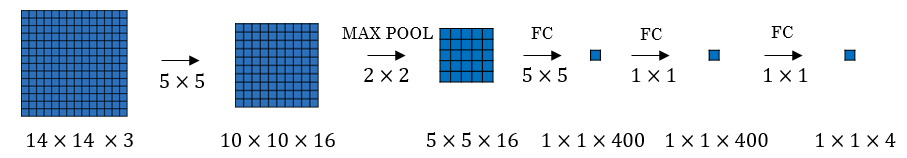 MAX POOL FC FC FC
5 × 5 2 × 2 5 × 5 1 × 1 1 × 1
14 × 14 × 3 10 × 10 × 16 5 × 5 × 16 1 × 1 × 400 1 × 1 × 400 1 × 1 × 4